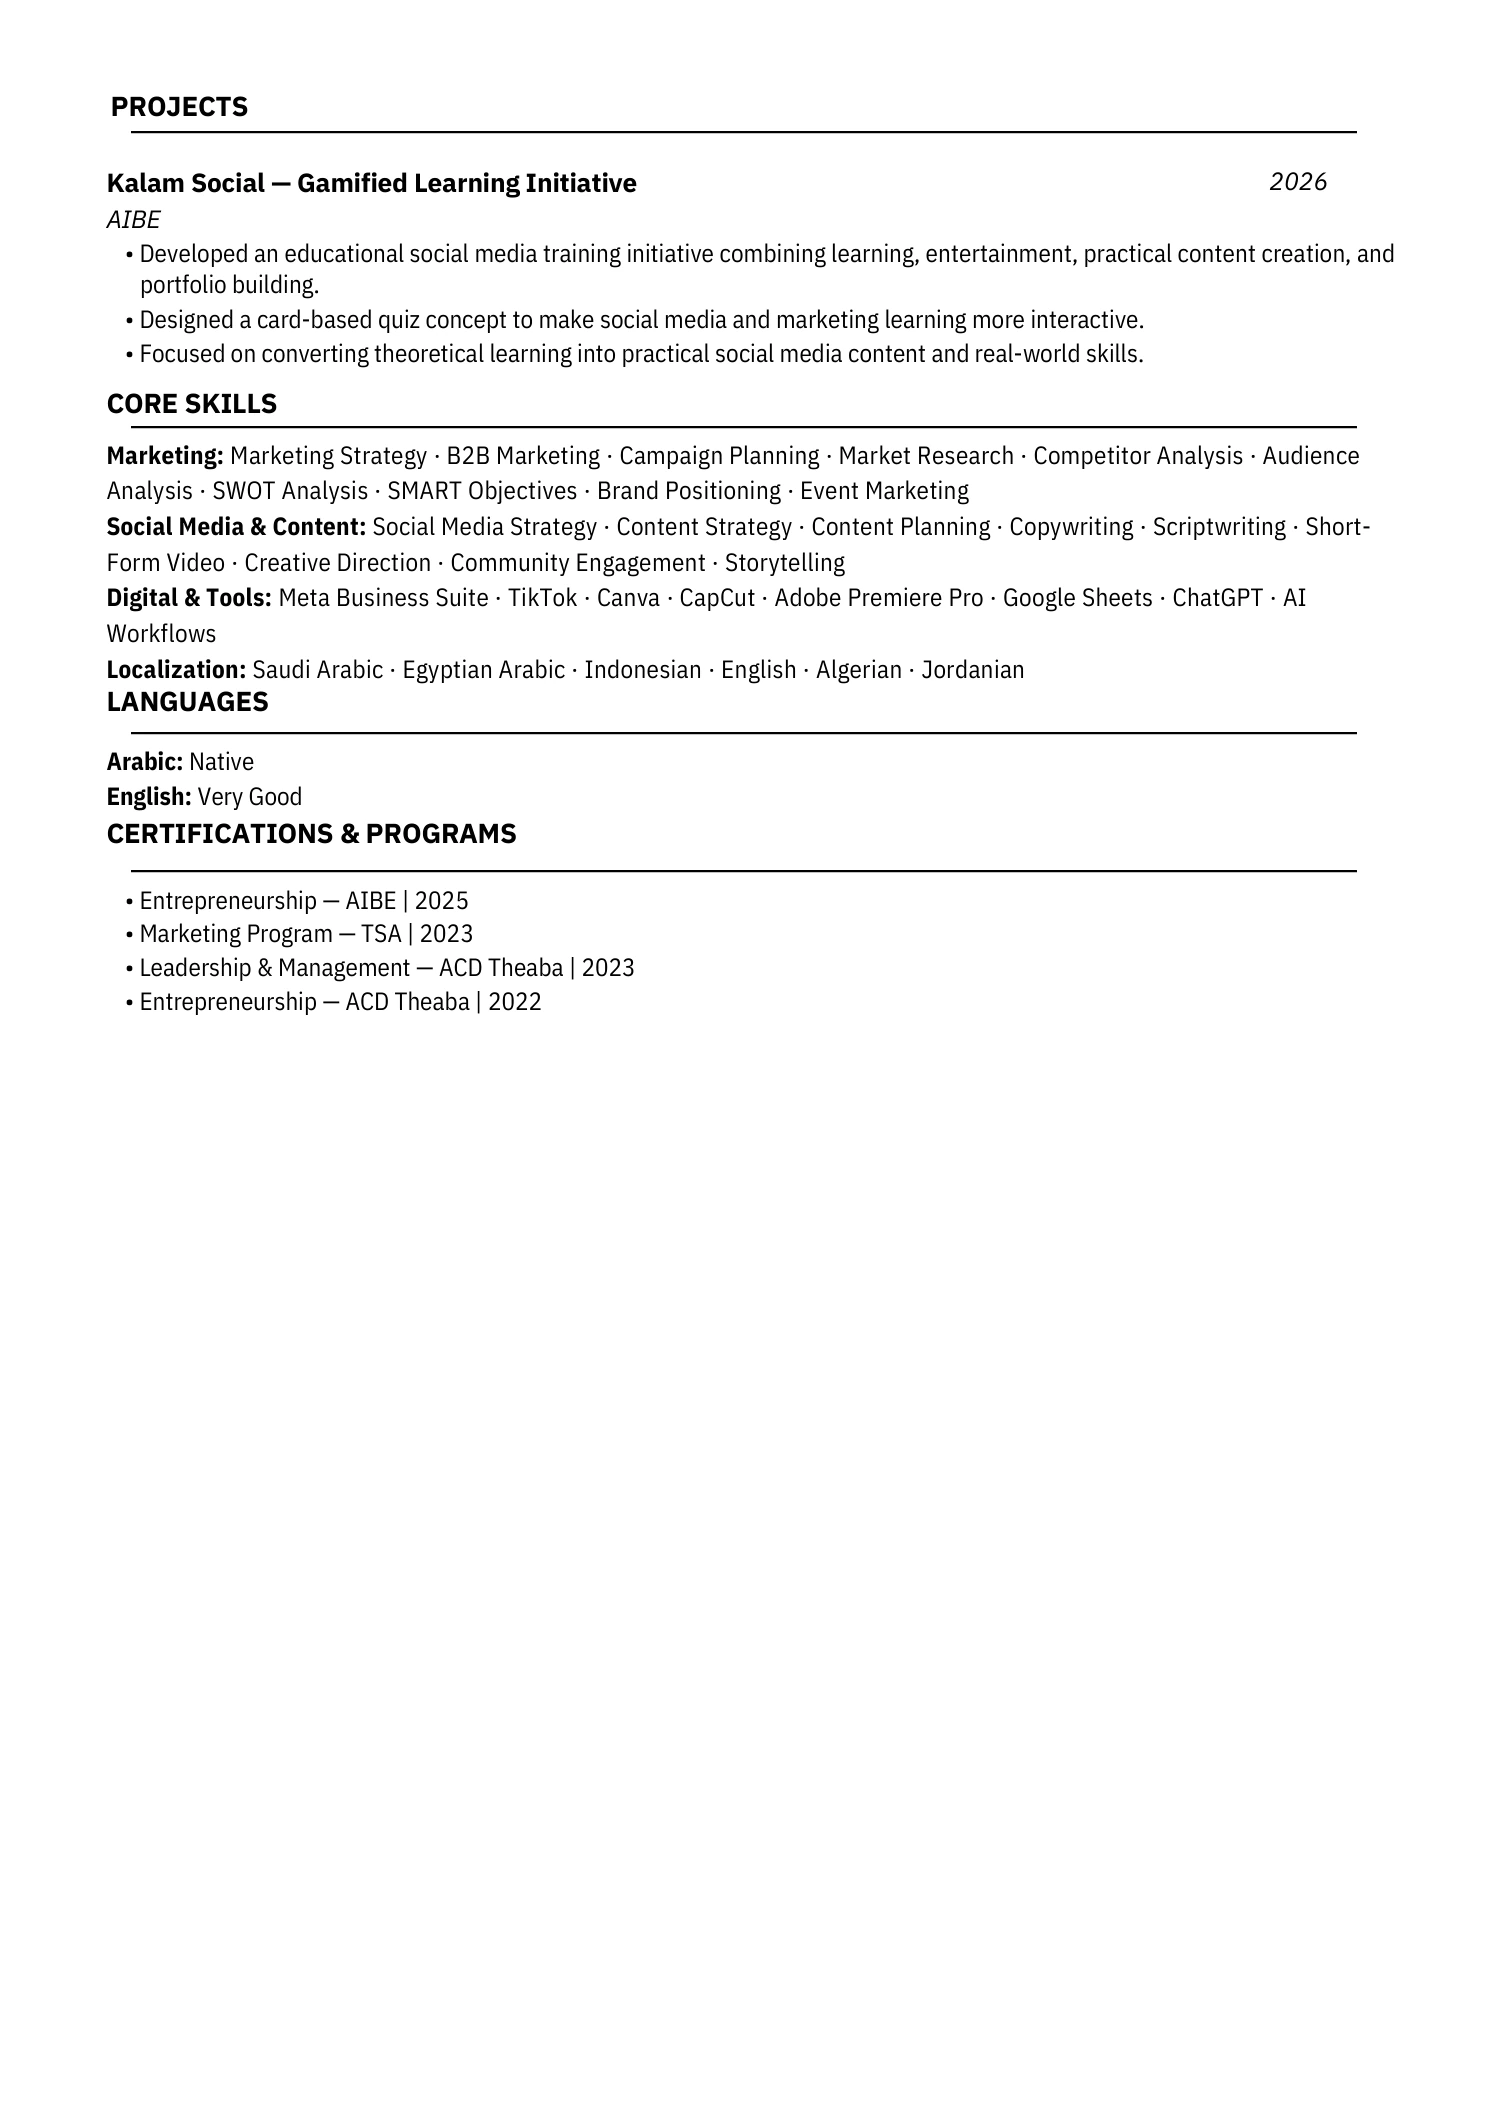 PROJECTS
Kalam Social — Gamified Learning Initiative 2026
AIBE
• Developed an educational social media training initiative combining learning, entertainment, practical content creation, and
portfolio building.
• Designed a card-based quiz concept to make social media and marketing learning more interactive.
• Focused on converting theoretical learning into practical social media content and real-world skills.
CORE SKILLS
Marketing: Marketing Strategy · B2B Marketing · Campaign Planning · Market Research · Competitor Analysis · Audience
Analysis · SWOT Analysis · SMART Objectives · Brand Positioning · Event Marketing
Social Media & Content: Social Media Strategy · Content Strategy · Content Planning · Copywriting · Scriptwriting · Short-
Form Video · Creative Direction · Community Engagement · Storytelling
Digital & Tools: Meta Business Suite · TikTok · Canva · CapCut · Adobe Premiere Pro · Google Sheets · ChatGPT · AI
Workflows
Localization: Saudi Arabic · Egyptian Arabic · Indonesian · English · Algerian · Jordanian
LANGUAGES
Arabic: Native
English: Very Good
CERTIFICATIONS & PROGRAMS
• Entrepreneurship — AIBE | 2025
• Marketing Program — TSA | 2023
• Leadership & Management — ACD Theaba | 2023
• Entrepreneurship — ACD Theaba | 2022